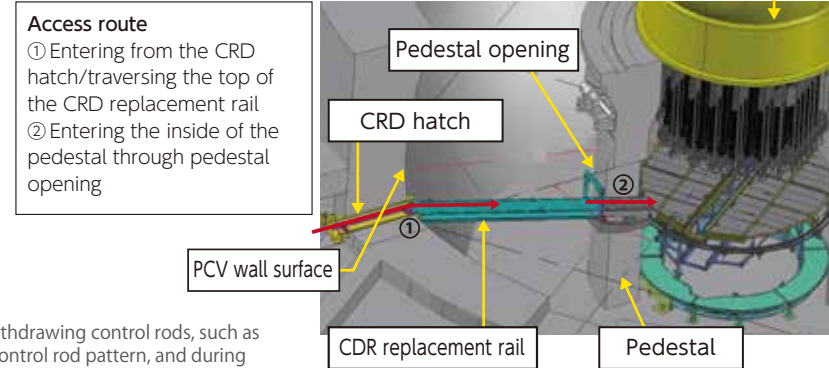 Access route
① Entering from the CRD
hatch/traversing the top of
the CRD replacement rail
② Entering the inside of the
pedestal through pedestal
opening
Pedestal opening
CRD hatch
②
①
PCV wall surface
CDR replacement rail
Pedestal
thdrawing control rods, such as
ontrol rod pattern, and during